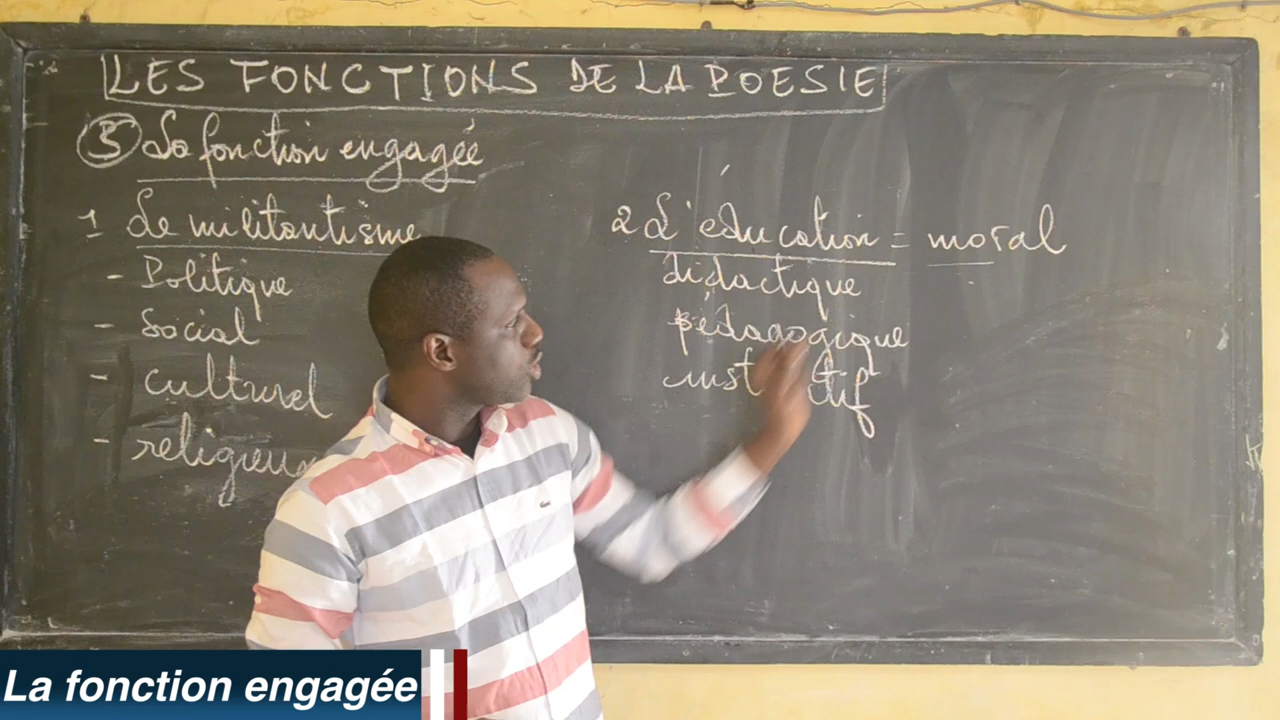 LES FONCTIONS DE LA POESIE
3 La fonction engagée
1 Le militantisme
- Politique
- Social
- culturel
- religieux
2 L'éducation = moral
didactique
pédagogique
La fonction engagée